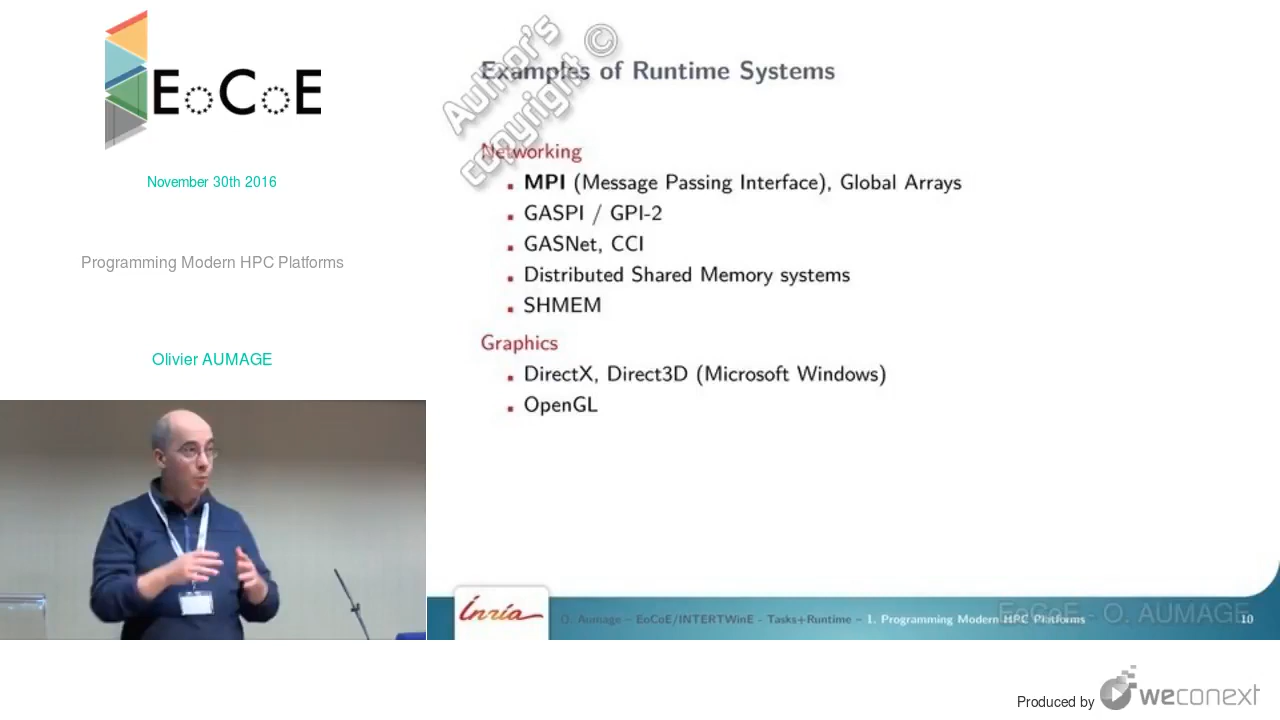 EoCoE
November 30th 2016
Programming Modern HPC Platforms
Olivier AUMAGE
Author's
copyright ©
Examples of Runtime Systems
Networking
MPI (Message Passing Interface), Global Arrays
GASPI / GPI-2
GASNet, CCI
Distributed Shared Memory systems
SHMEM
Graphics
DirectX, Direct3D (Microsoft Windows)
OpenGL
Inria
O. Aumage – EoCoE/INTERTWinE - Tasks+Runtime – 1. Programming Modern HPC Platforms
EoCoE - O. AUMAGE
10
Produced by weconext